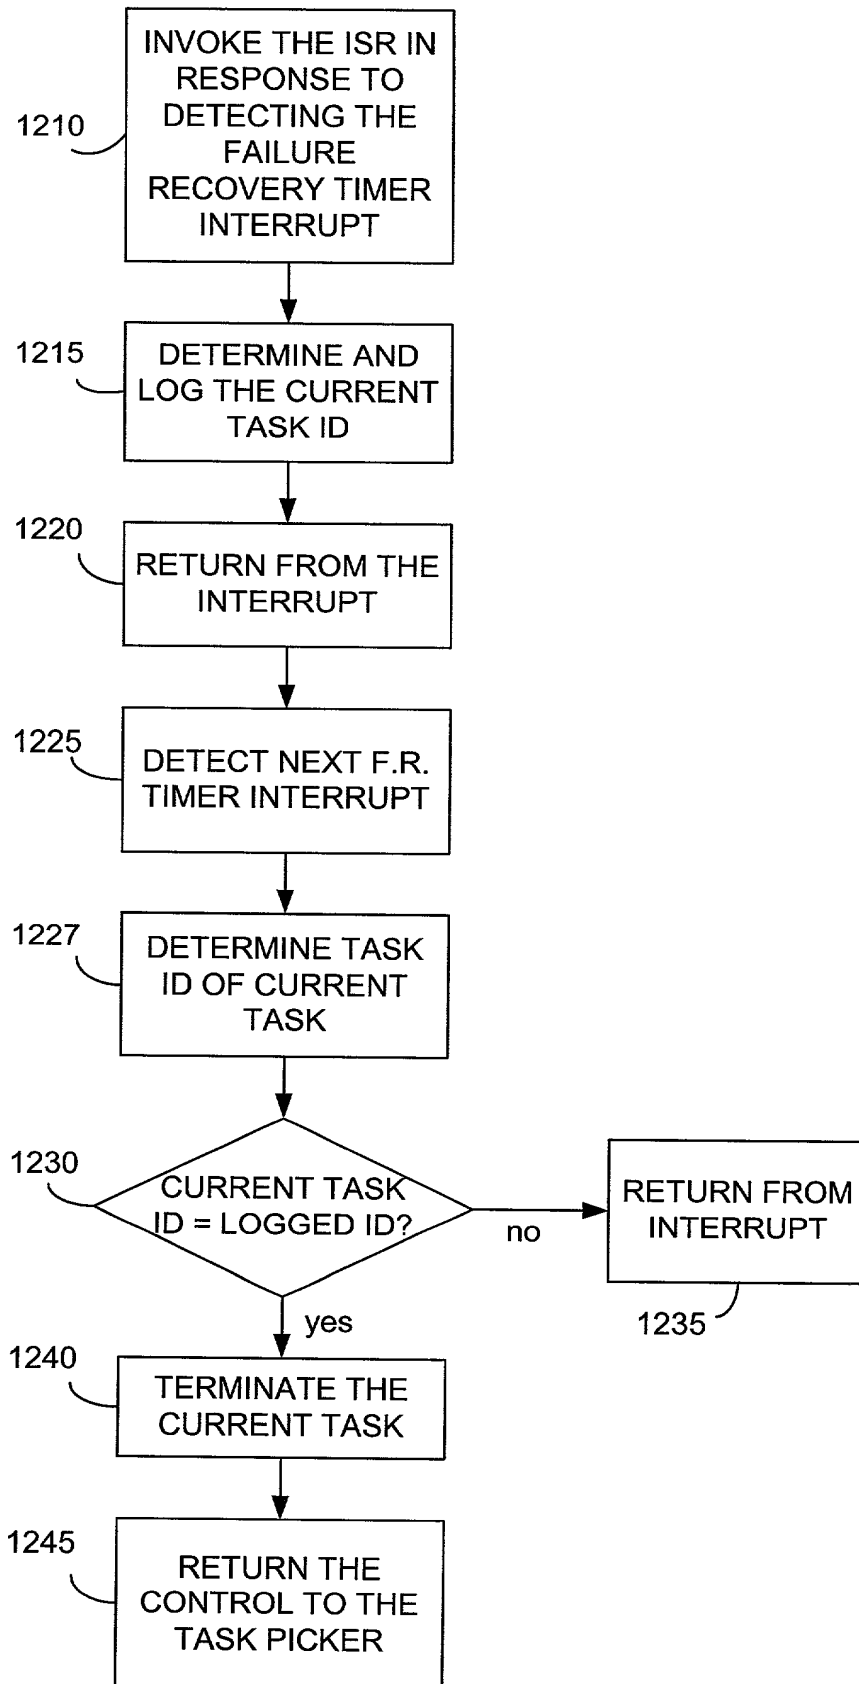 1210
INVOKE THE ISR IN
RESPONSE TO
DETECTING THE
FAILURE
RECOVERY TIMER
INTERRUPT
1215
DETERMINE AND
LOG THE CURRENT
TASK ID
1220
RETURN FROM THE
INTERRUPT
1225
DETECT NEXT F.R.
TIMER INTERRUPT
1227
DETERMINE TASK
ID OF CURRENT
TASK
1230
CURRENT TASK
ID = LOGGED ID?
no
RETURN FROM
INTERRUPT
1235
yes
1240
TERMINATE THE
CURRENT TASK
1245
RETURN THE
CONTROL TO THE
TASK PICKER